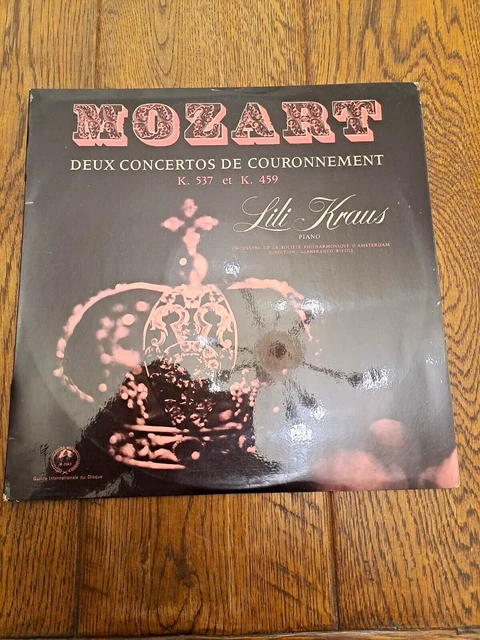 MOZART
DEUX CONCERTOS DE COURONNEMENT
K. 537 et K. 459
Lili Kraus
PIANO
ORCHESTRE DE LA SOCIÉTÉ PHILHARMONIQUE D'AMSTERDAM
DIRECTION : GIANFRANCO RIVOLI
Guilde Internationale du Disque